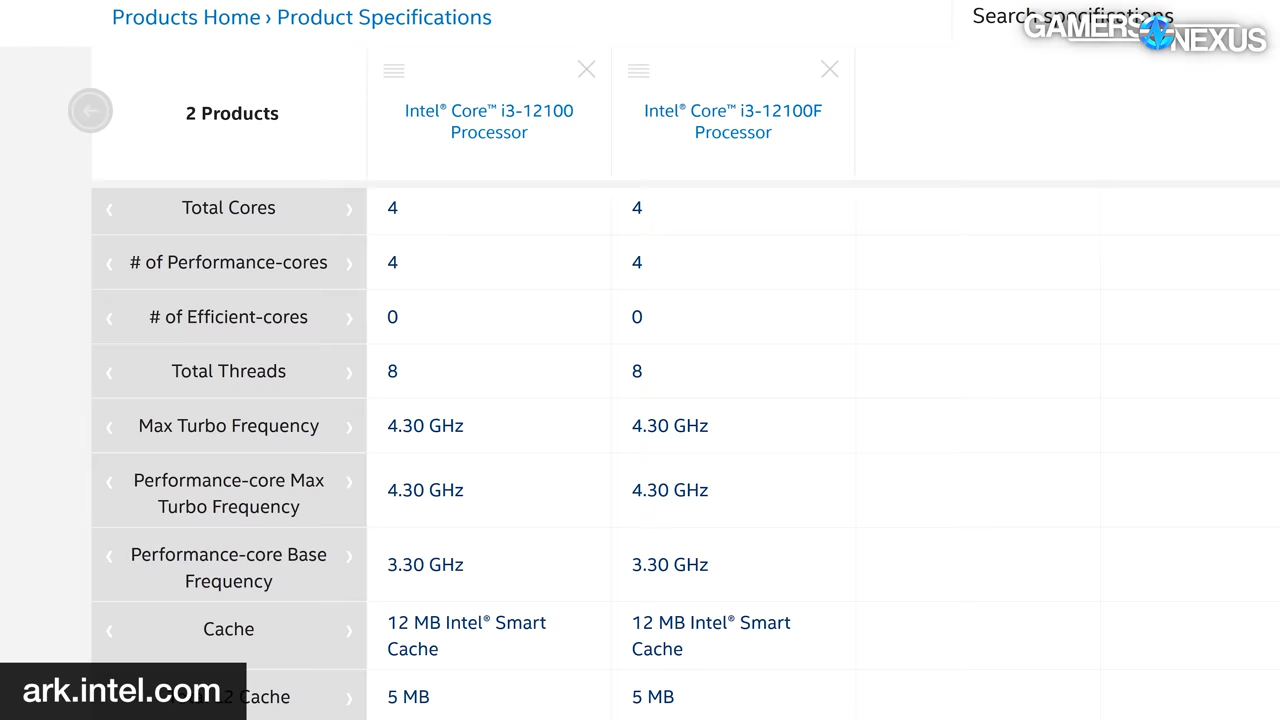 Products Home › Product Specifications
Search specifications
GAMERS NEXUS
2 Products
Intel® Core™ i3-12100
Processor
Intel® Core™ i3-12100F
Processor
Total Cores 4 4
# of Performance-cores 4 4
# of Efficient-cores 0 0
Total Threads 8 8
Max Turbo Frequency 4.30 GHz 4.30 GHz
Performance-core Max
Turbo Frequency
4.30 GHz 4.30 GHz
Performance-core Base
Frequency
3.30 GHz 3.30 GHz
Cache
12 MB Intel® Smart
Cache
12 MB Intel® Smart
Cache
Cache 5 MB 5 MB
ark.intel.com